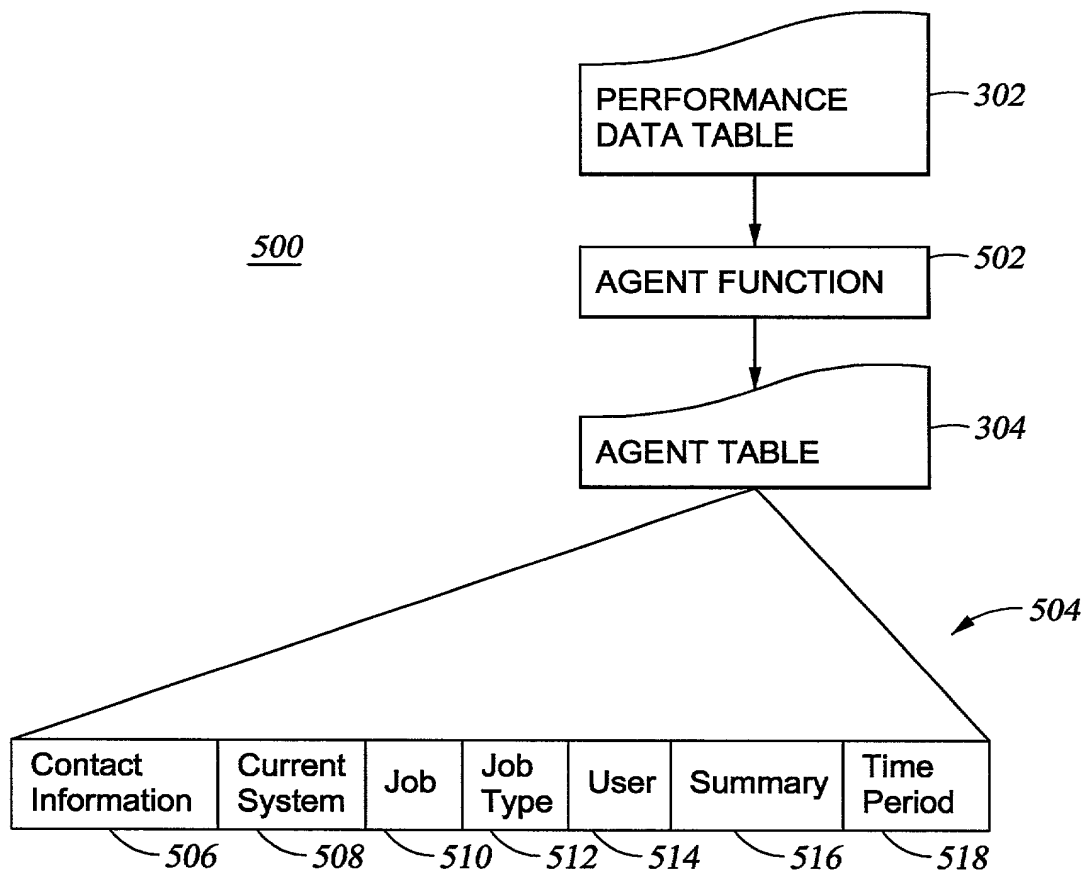 PERFORMANCE
DATA TABLE
302
500
AGENT FUNCTION
502
AGENT TABLE
304
504
Contact
Information
Current
System
Job
Job
Type
User
Summary
Time
Period
506
508
510
512
514
516
518